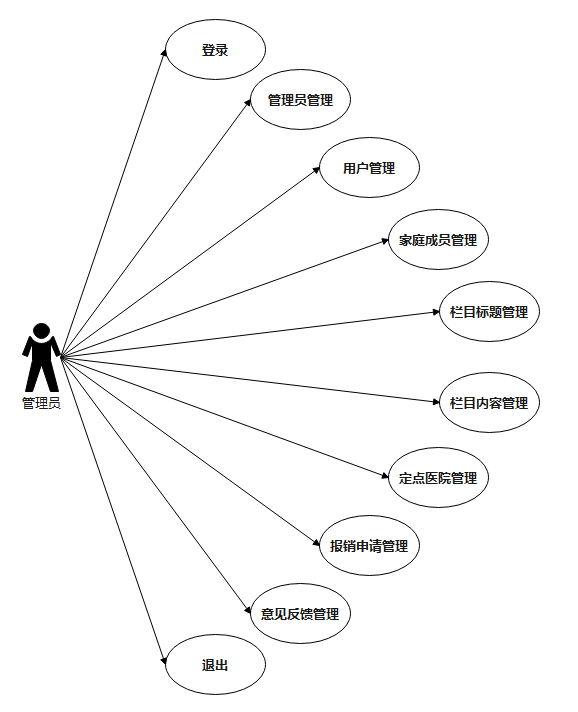 登录
管理员管理
用户管理
家庭成员管理
栏目标题管理
管理员
栏目内容管理
定点医院管理
报销申请管理
意见反馈管理
退出